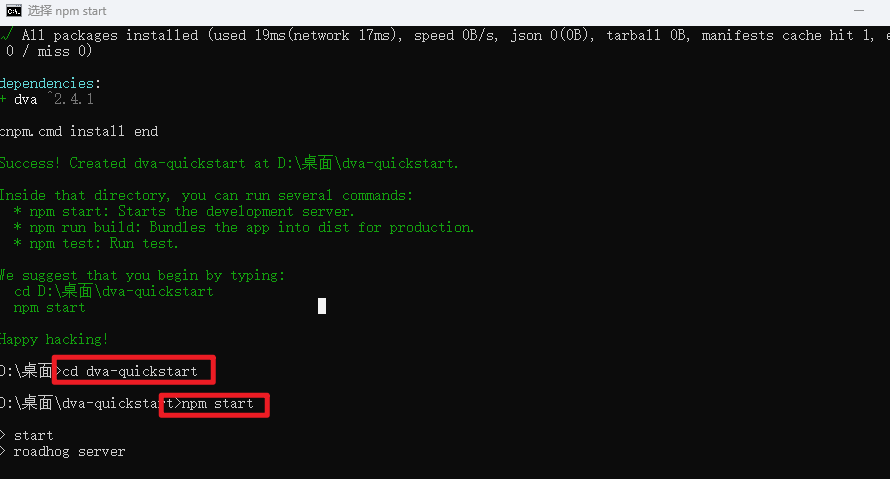 选择 npm start
√ All packages installed (used 19ms(network 17ms), speed 0B/s, json 0(0B), tarball 0B, manifests cache hit 1, e
 0 / miss 0)
dependencies:
+ dva ^2.4.1
cnpm.cmd install end
Success! Created dva-quickstart at D:\桌面\dva-quickstart.
Inside that directory, you can run several commands:
* npm start: Starts the development server.
* npm run build: Bundles the app into dist for production.
* npm test: Run test.
We suggest that you begin by typing:
cd D:\桌面\dva-quickstart
npm start
Happy hacking!
D:\桌面>cd dva-quickstart
D:\桌面\dva-quickstart>npm start
> start
> roadhog server